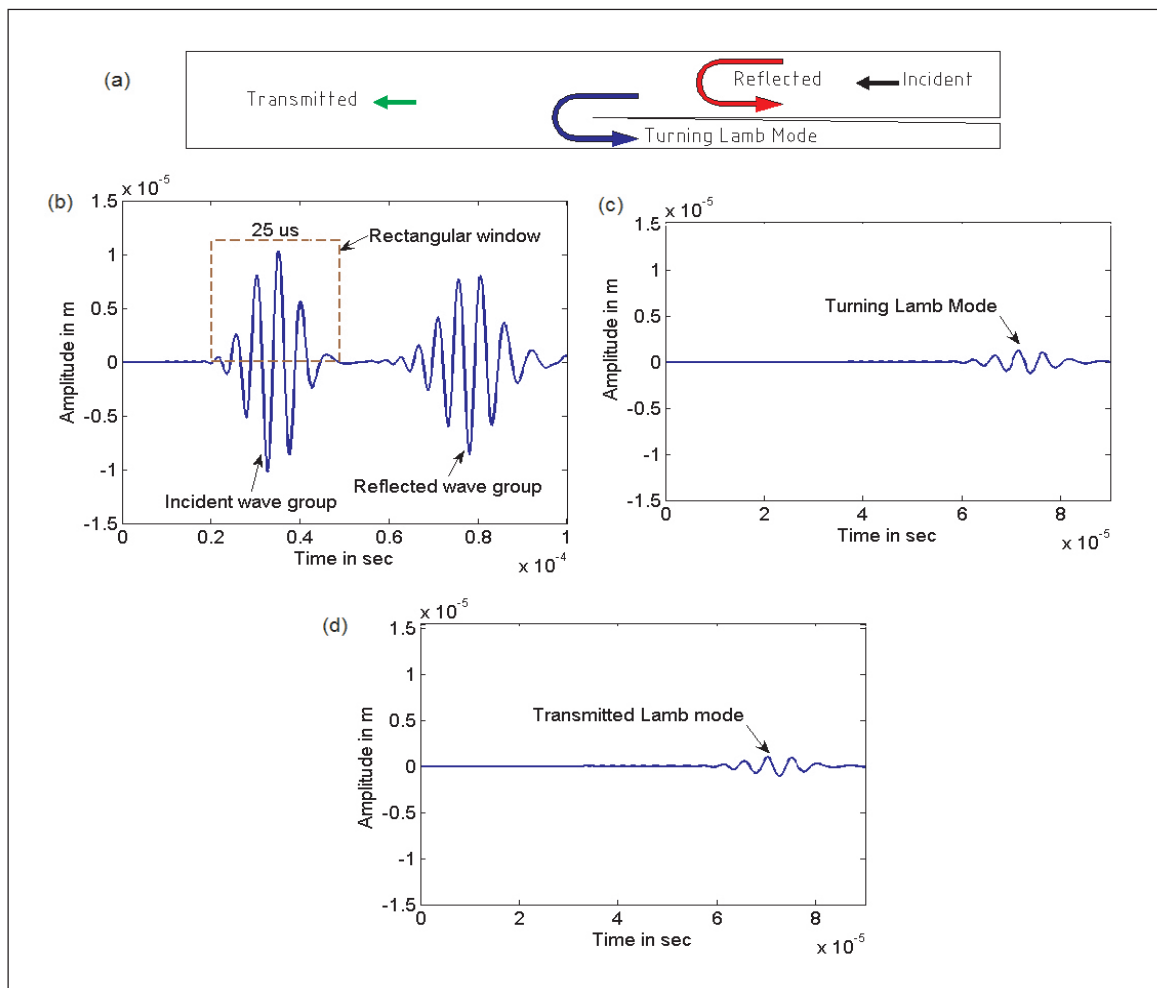 (a)
Transmitted
Reflected
Incident
Turning Lamb Mode
(b)
x 10⁻⁵
1.5
1
0.5
0
-0.5
-1
-1.5
Amplitude in m
25 us
Rectangular window
Incident wave group
Reflected wave group
0 0.2 0.4 0.6 0.8 1
Time in sec
x 10⁻⁴
(c)
x 10⁻⁵
1.5
1
0.5
0
-0.5
-1
-1.5
Amplitude in m
Turning Lamb Mode
0 2 4 6 8
Time in sec
x 10⁻⁵
(d)
x 10⁻⁵
1.5
1
0.5
0
-0.5
-1
-1.5
Amplitude in m
Transmitted Lamb mode
0 2 4 6 8
Time in sec
x 10⁻⁵